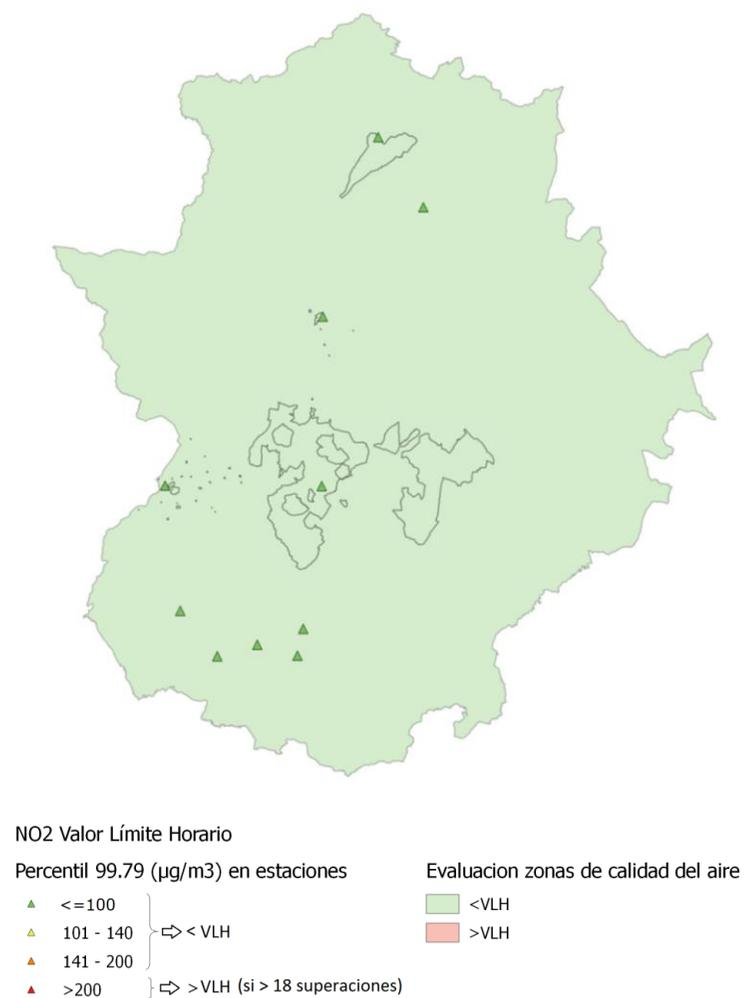 NO2 Valor Límite Horario
Percentil 99.79 (µg/m3) en estaciones
<=100
101 - 140
< VLH
141 - 200
>200
>VLH (si > 18 superaciones)
Evaluacion zonas de calidad del aire
<VLH
>VLH